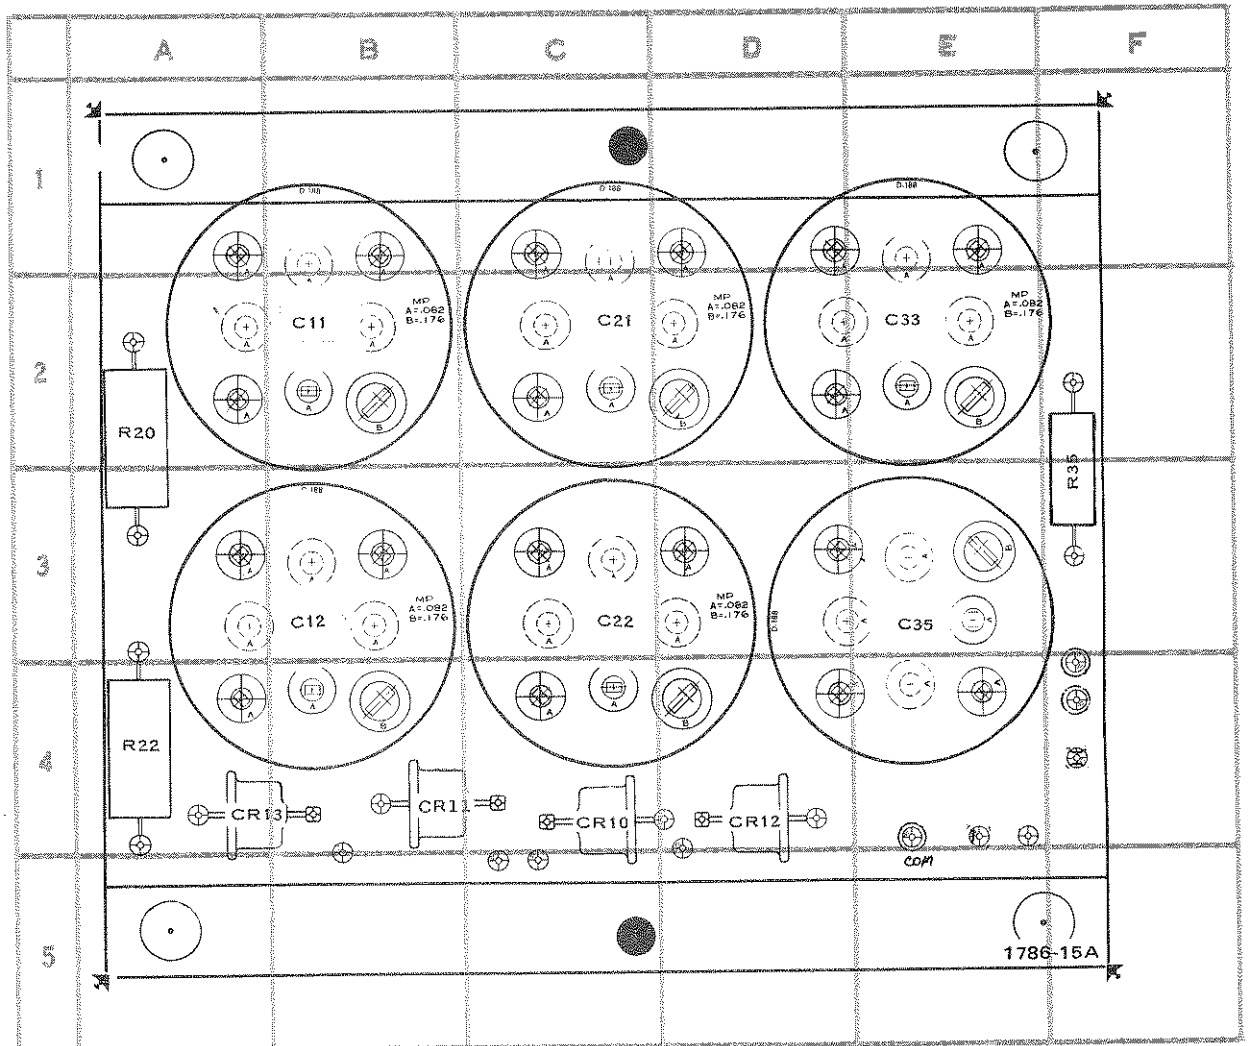 A B C D E F
1
D-188 D-188 D-188
A A A A A A A A A
MP MP MP
A=.082 A=.082 A=.082
B=.176 B=.176 B=.176
C11 C21 C33
A A A A A A
2
A A B A A B A A B
R20
R35
D-188
A A A A A A A A B
3
MP MP
A=.082 A=.082
B=.176 B=.176
C12 C22 D-188 C35
A A A A A A
A A B A A B A A A
R22
4
CR13 CR11 CR10 CR12
COM
5
1786-15A